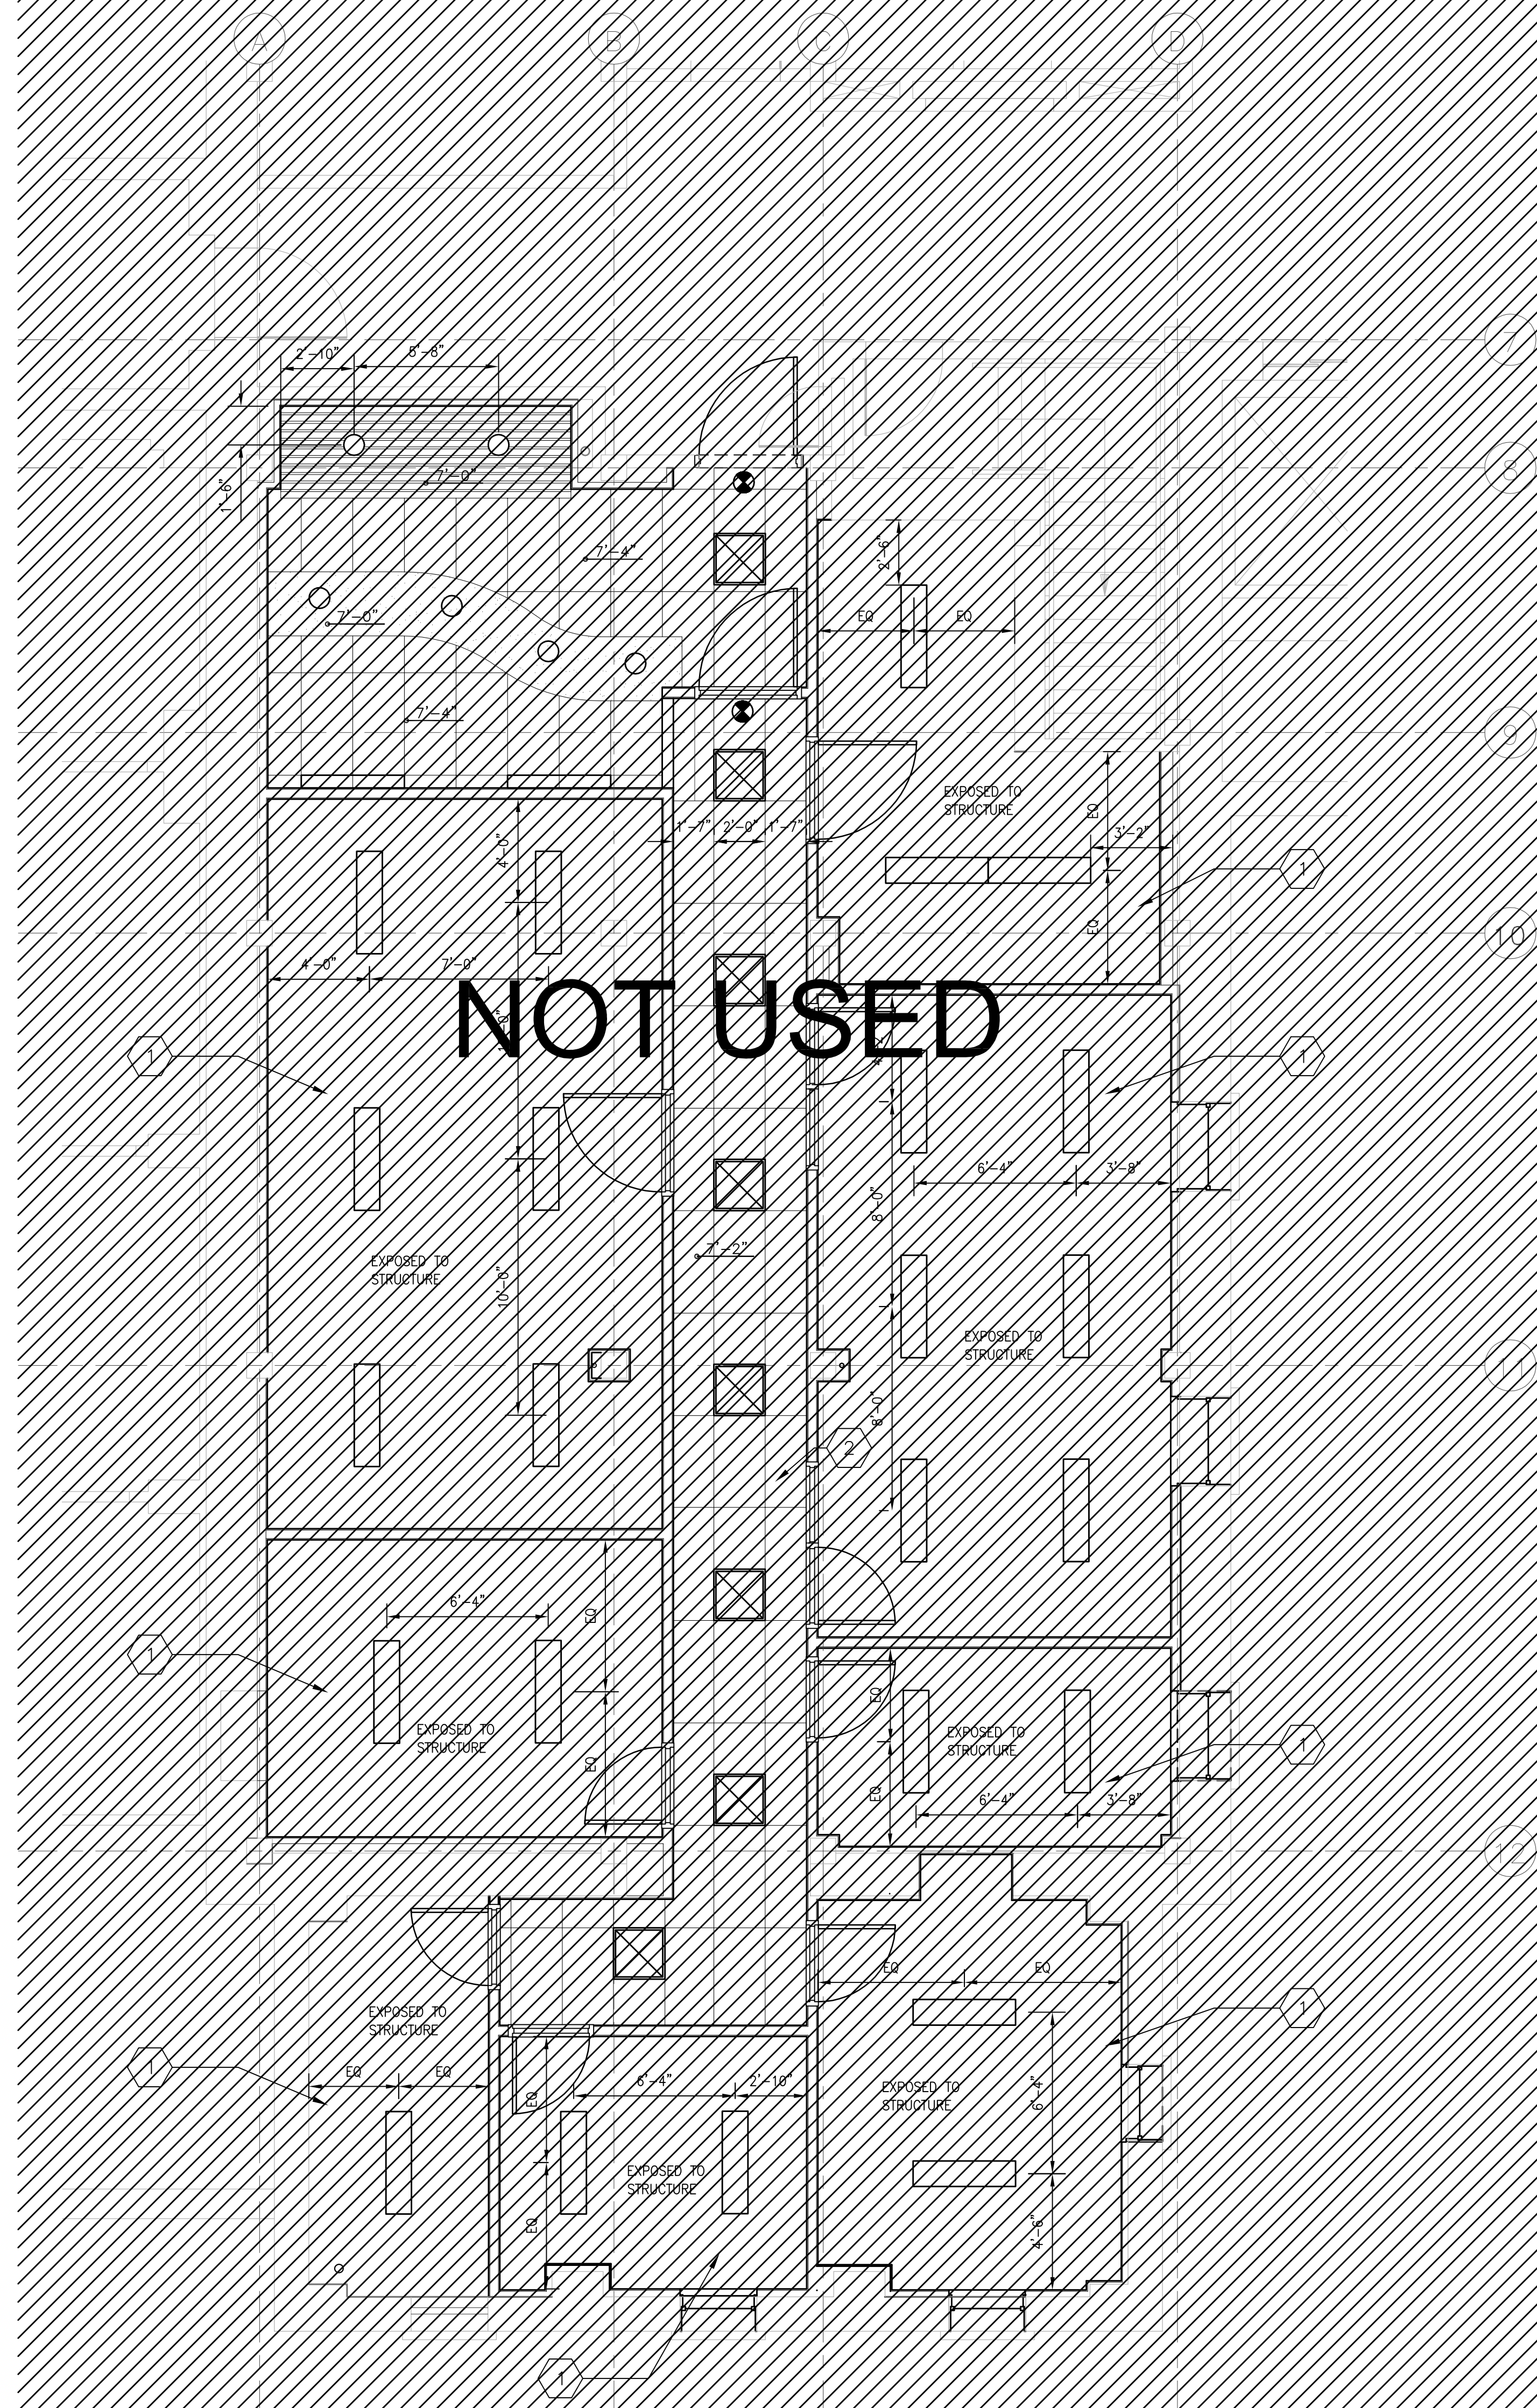 A B C D
7
2'-10" 5'-8"
8
7'-0"
1'-6"
7'-4"
2'-6"
7'-0"
EQ EQ
7'-4"
9
EXPOSED TO
STRUCTURE
EQ
1'-7" 2'-0" 1'-7"
3'-2"
4'-0"
1
EQ
10
4'-0" 7'-0"
NOT USED
1
1
6'-4" 3'-8"
8'-0"
7'-2"
EXPOSED TO
STRUCTURE
10'-0"
EXPOSED TO
STRUCTURE
11
8'-0"
2
6'-4"
EQ
1
EQ
EXPOSED TO
STRUCTURE
EXPOSED TO
STRUCTURE
1
EQ
EQ
6'-4" 3'-8"
12
EQ EQ
1
EXPOSED TO
STRUCTURE
1
EQ EQ
EQ
6'-4" 2'-10"
EXPOSED TO
STRUCTURE
6'-4"
EXPOSED TO
STRUCTURE
EQ
4'-6"
1